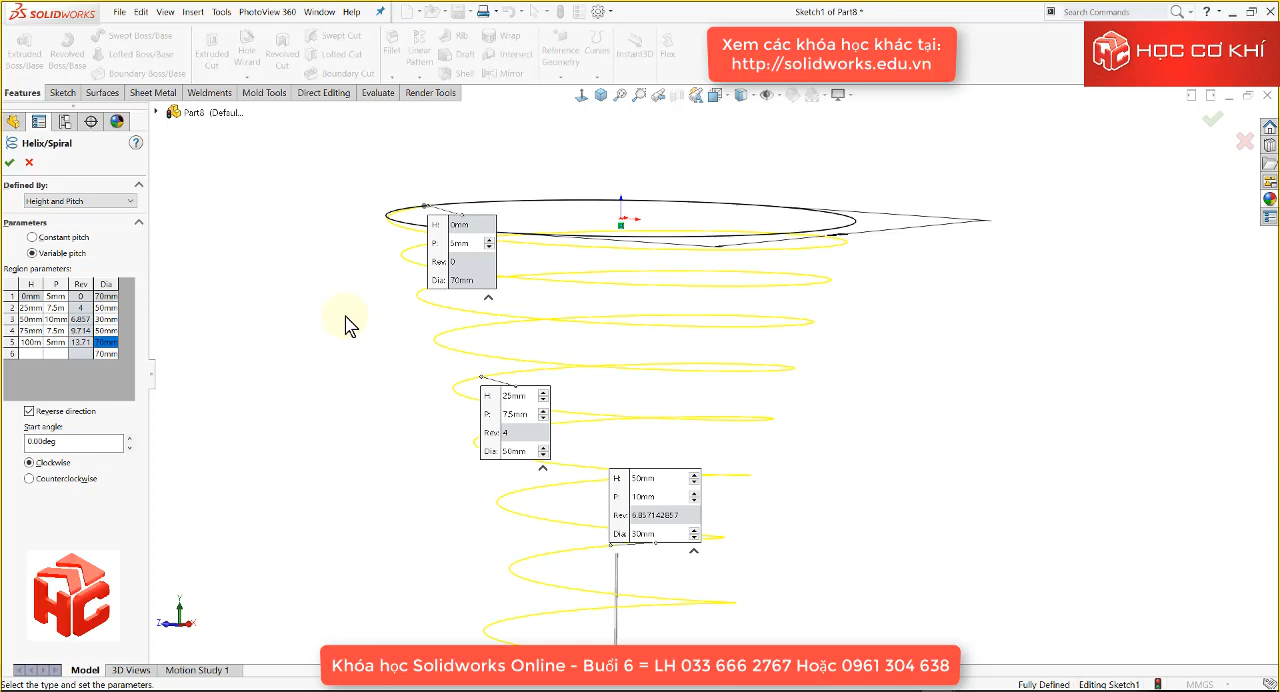 SOLIDWORKS File Edit View Insert Tools PhotoView 360 Window Help Sketch1 of Part8 * Search Commands
Extruded Boss/Base
Revolved Boss/Base
Swept Boss/Base
Lofted Boss/Base
Boundary Boss/Base
Extruded Cut
Hole Wizard
Revolved Cut
Swept Cut
Lofted Cut
Boundary Cut
Fillet
Linear Pattern
Rib
Draft
Shell
Wrap
Intersect
Mirror
Reference Geometry
Curves
Instant3D
Flex
Xem các khóa học khác tại:
http://solidworks.edu.vn
HỌC CƠ KHÍ
Features Sketch Surfaces Sheet Metal Weldments Mold Tools Direct Editing Evaluate Render Tools
Part8 (Defaul...
Helix/Spiral
Defined By:
Height and Pitch
Parameters
Constant pitch
Variable pitch
Region parameters:
H P Rev Dia
1 0mm 5mm 0 70mm
2 25mm 7.5m 4 50mm
3 50mm 10mm 6.857 30mm
4 75mm 7.5m 9.714 50mm
5 100m 5mm 13.71 70mm
6 70mm
Reverse direction
Start angle:
0.00deg
Clockwise
Counterclockwise
H: 0mm
P: 5mm
Rev: 0
Dia: 70mm
H: 25mm
P: 7.5mm
Rev: 4
Dia: 50mm
H: 50mm
P: 10mm
Rev: 6.857142857
Dia: 30mm
HC
Y
Z X
Khóa học Solidworks Online - Buổi 6 = LH 033 666 2767 Hoặc 0961 304 638
Model 3D Views Motion Study 1
Select the type and set the parameters. Fully Defined Editing Sketch1 MMGS